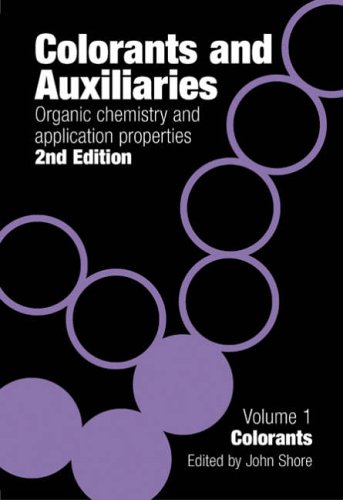 Colorants and
Auxiliaries
Organic chemistry and
application properties
2nd Edition
Volume 1
Colorants
Edited by John Shore